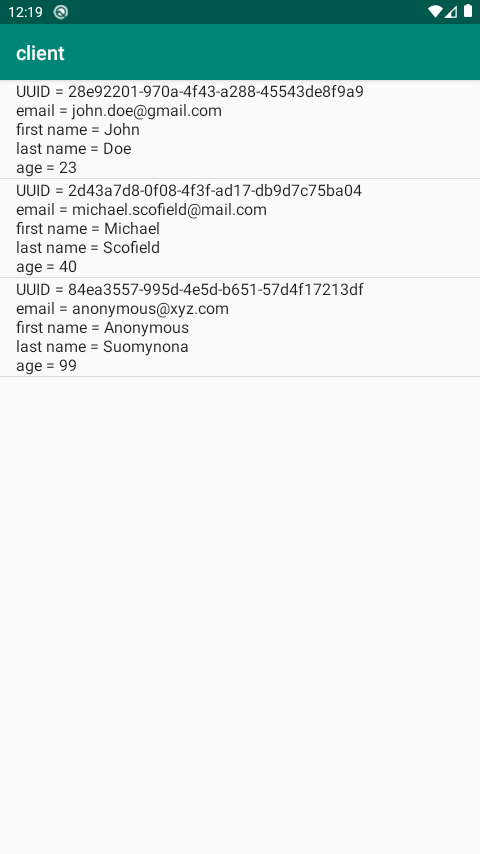 12:19
client
UUID = 28e92201-970a-4f43-a288-45543de8f9a9
email = john.doe@gmail.com
first name = John
last name = Doe
age = 23
UUID = 2d43a7d8-0f08-4f3f-ad17-db9d7c75ba04
email = michael.scofield@mail.com
first name = Michael
last name = Scofield
age = 40
UUID = 84ea3557-995d-4e5d-b651-57d4f17213df
email = anonymous@xyz.com
first name = Anonymous
last name = Suomynona
age = 99